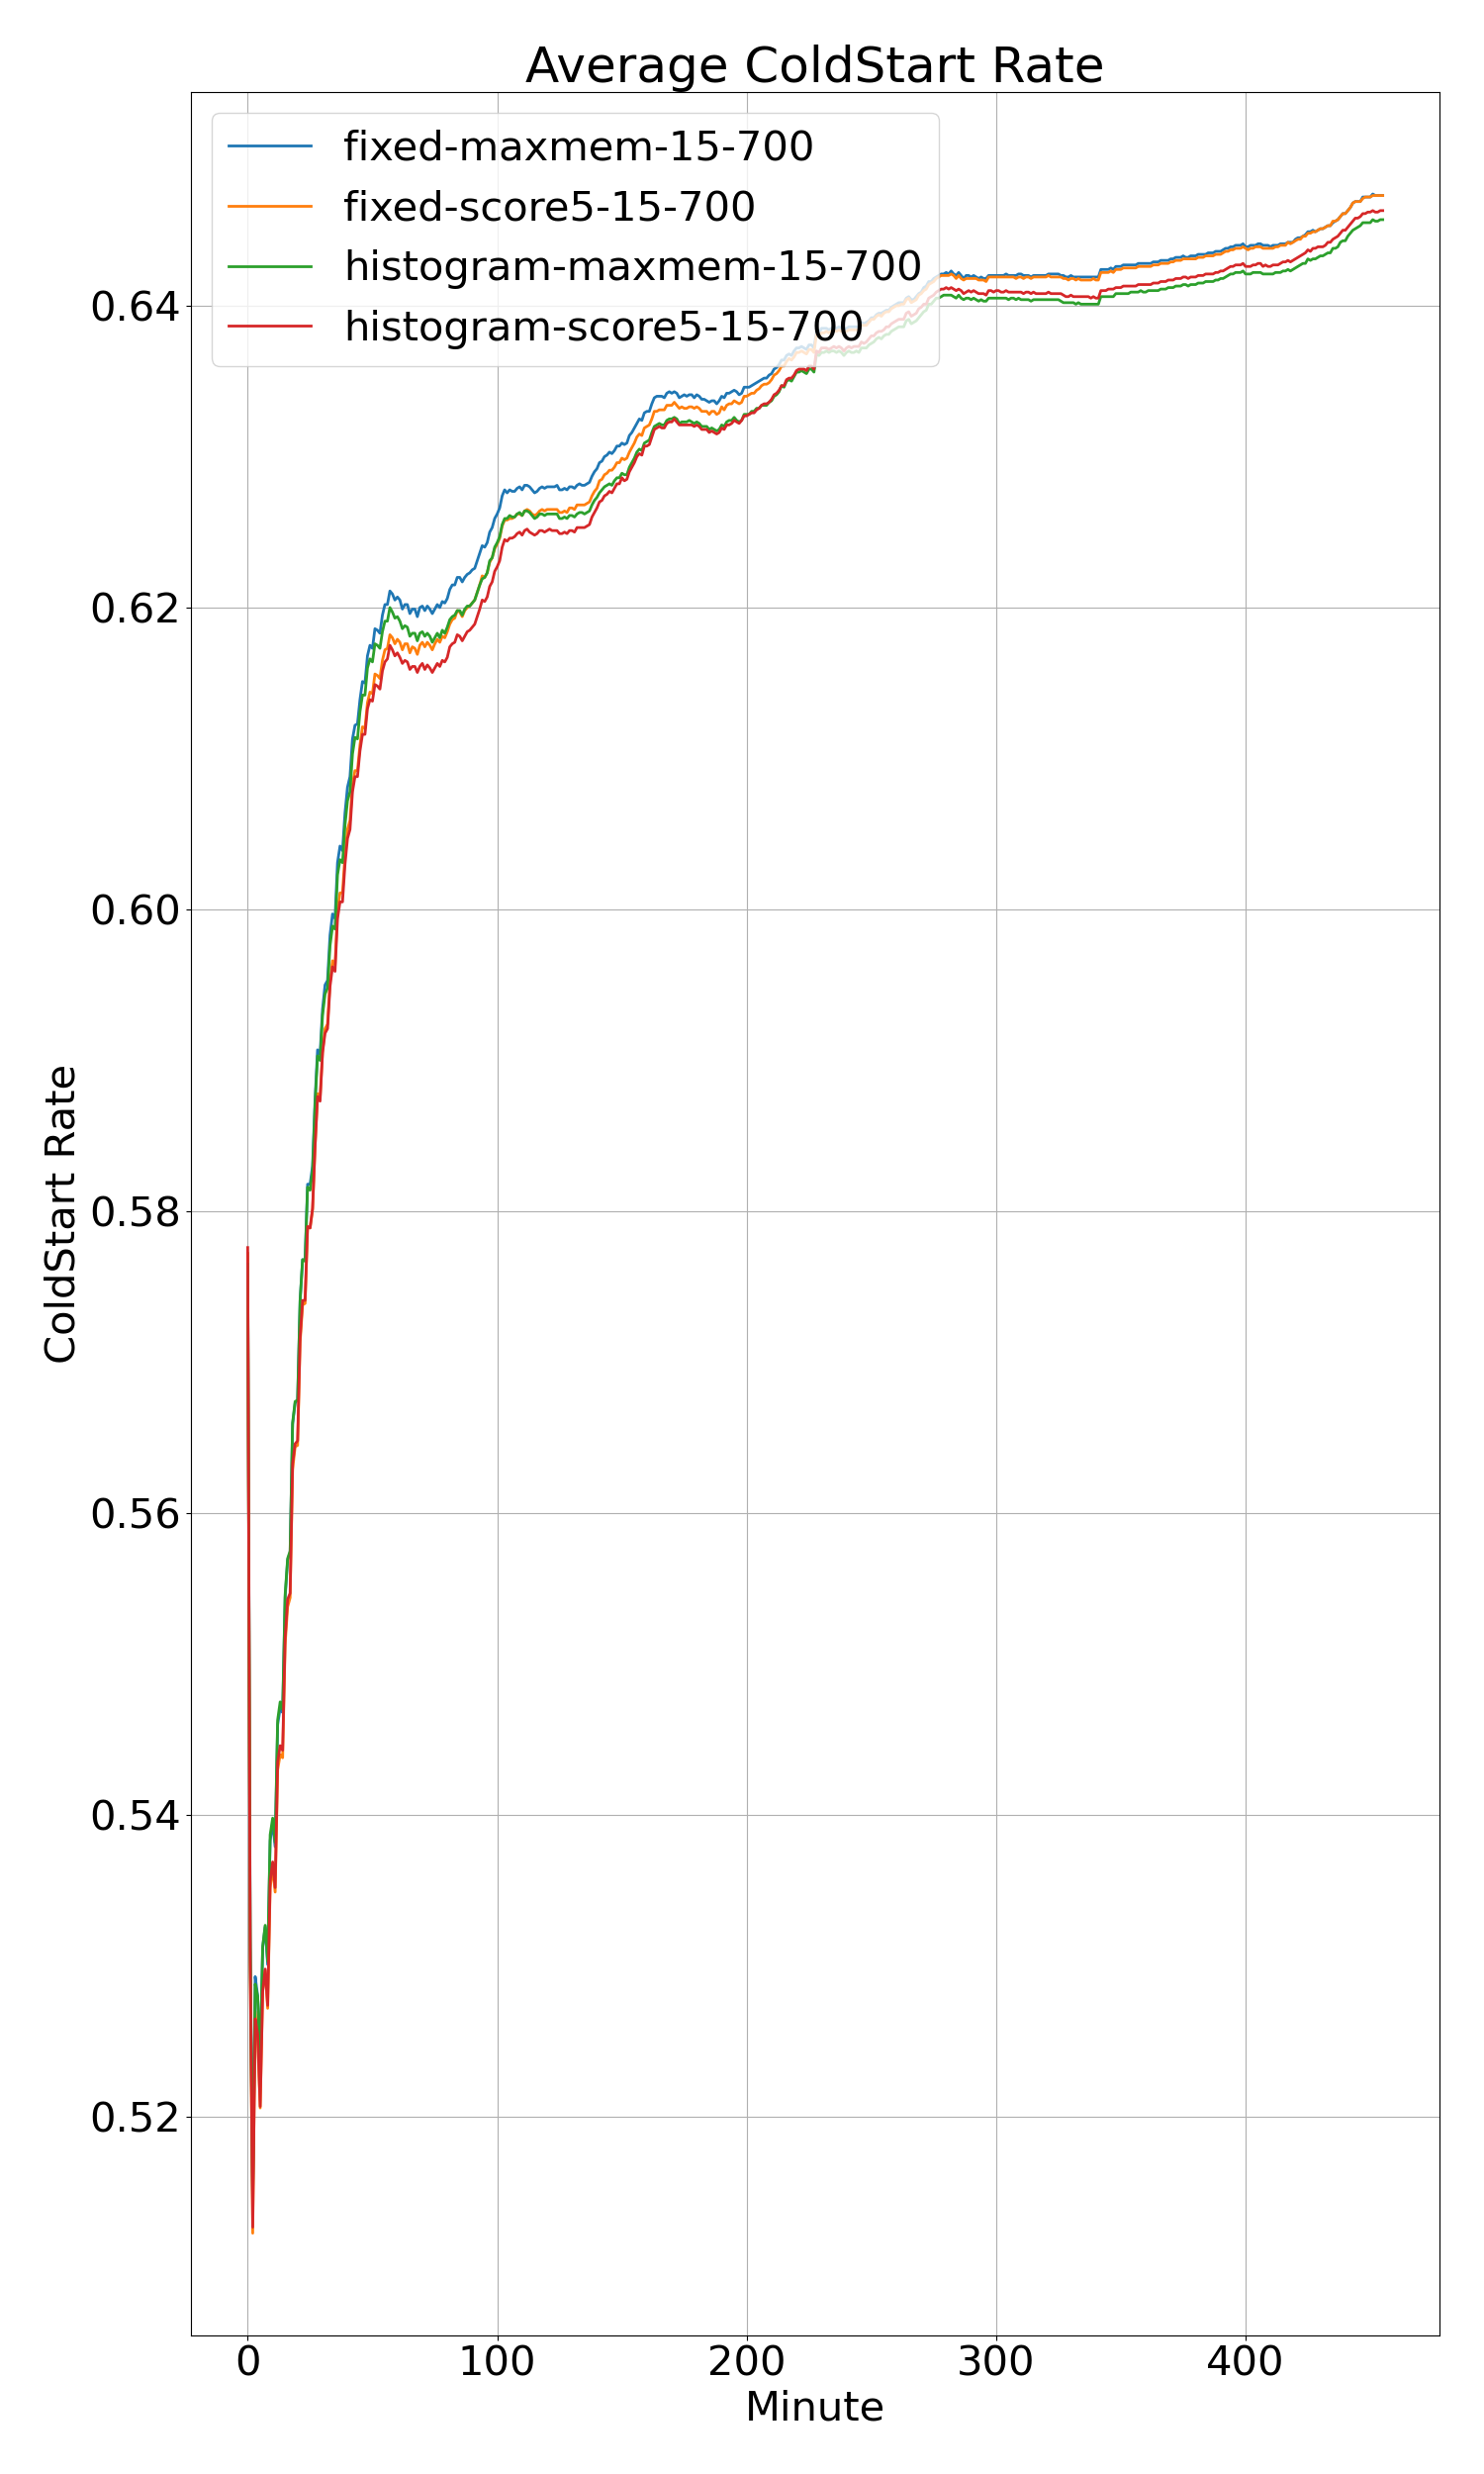 Average ColdStart Rate
fixed-maxmem-15-700
fixed-score5-15-700
histogram-maxmem-15-700
histogram-score5-15-700
0.64
0.62
0.60
0.58
0.56
0.54
0.52
ColdStart Rate
0 100 200 300 400
Minute